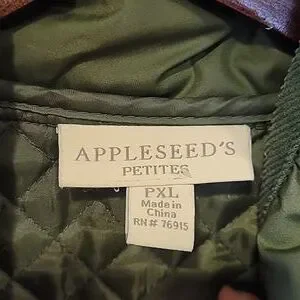 APPLESEED'S
PETITES
PXL
Made in
China
RN# 76915